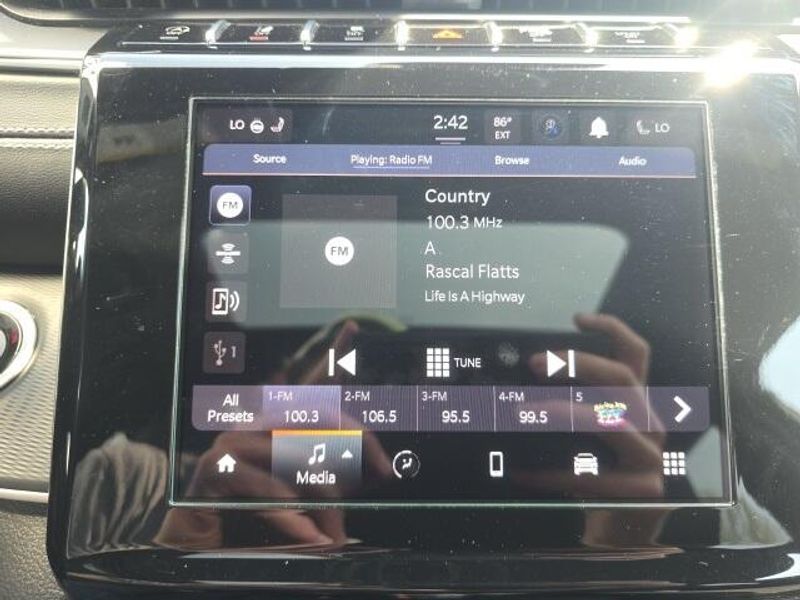 LO 2:42 86° EXT LO
Source Playing: Radio FM Browse Audio
FM
Country
100.3 MHz
FM
A
Rascal Flatts
Life Is A Highway
1
TUNE
All Presets
1-FM 100.3
2-FM 106.5
3-FM 95.5
4-FM 99.5
5
Media